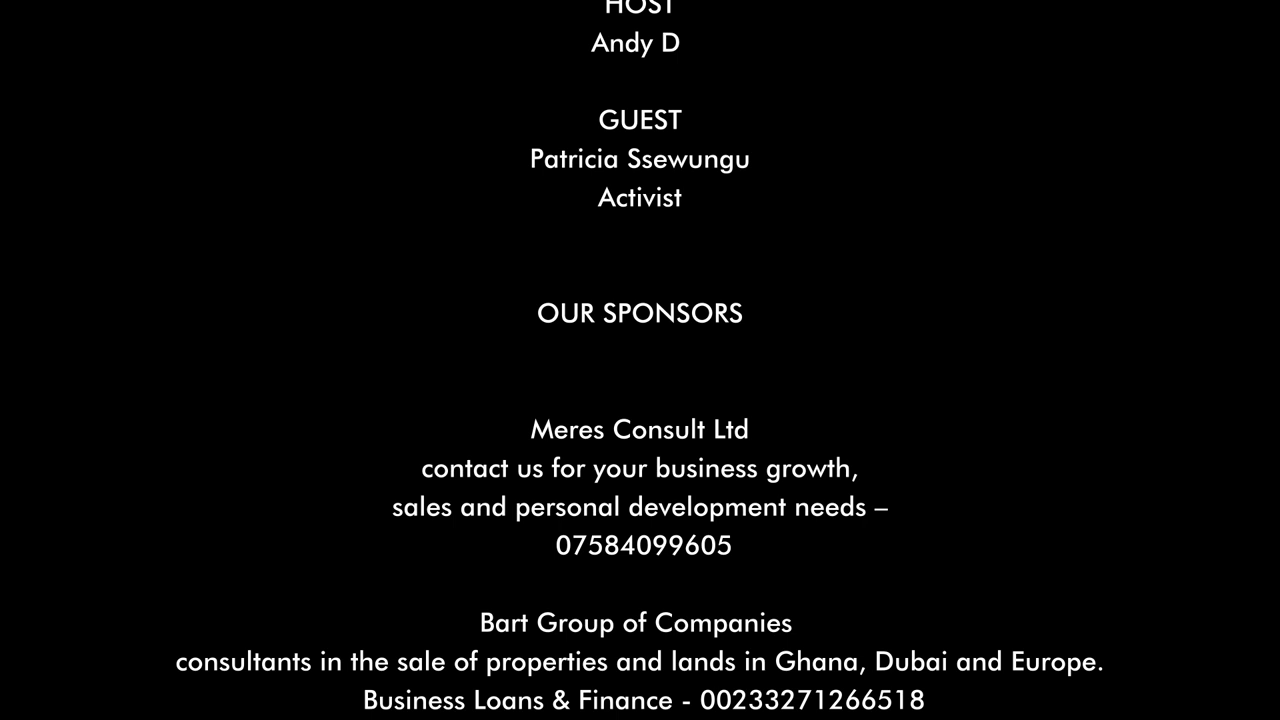 HOST
Andy D
GUEST
Patricia Ssewungu
Activist
OUR SPONSORS
Meres Consult Ltd
contact us for your business growth,
sales and personal development needs –
07584099605
Bart Group of Companies
consultants in the sale of properties and lands in Ghana, Dubai and Europe.
Business Loans & Finance - 00233271266518